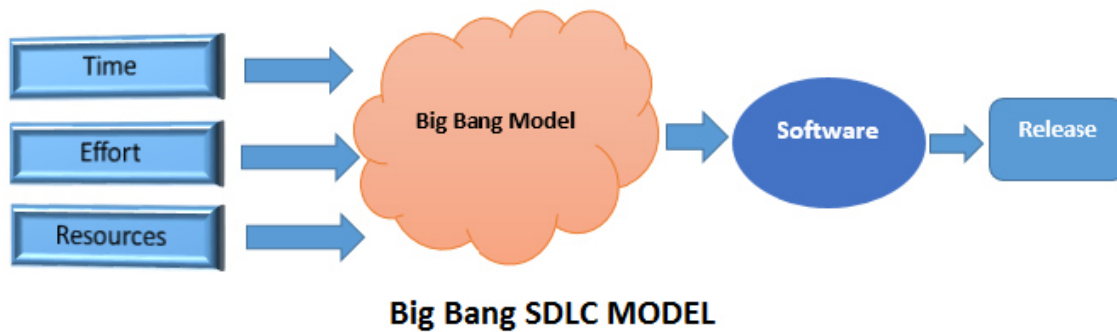 Time
Effort
Resources
Big Bang Model
Software
Release
Big Bang SDLC MODEL